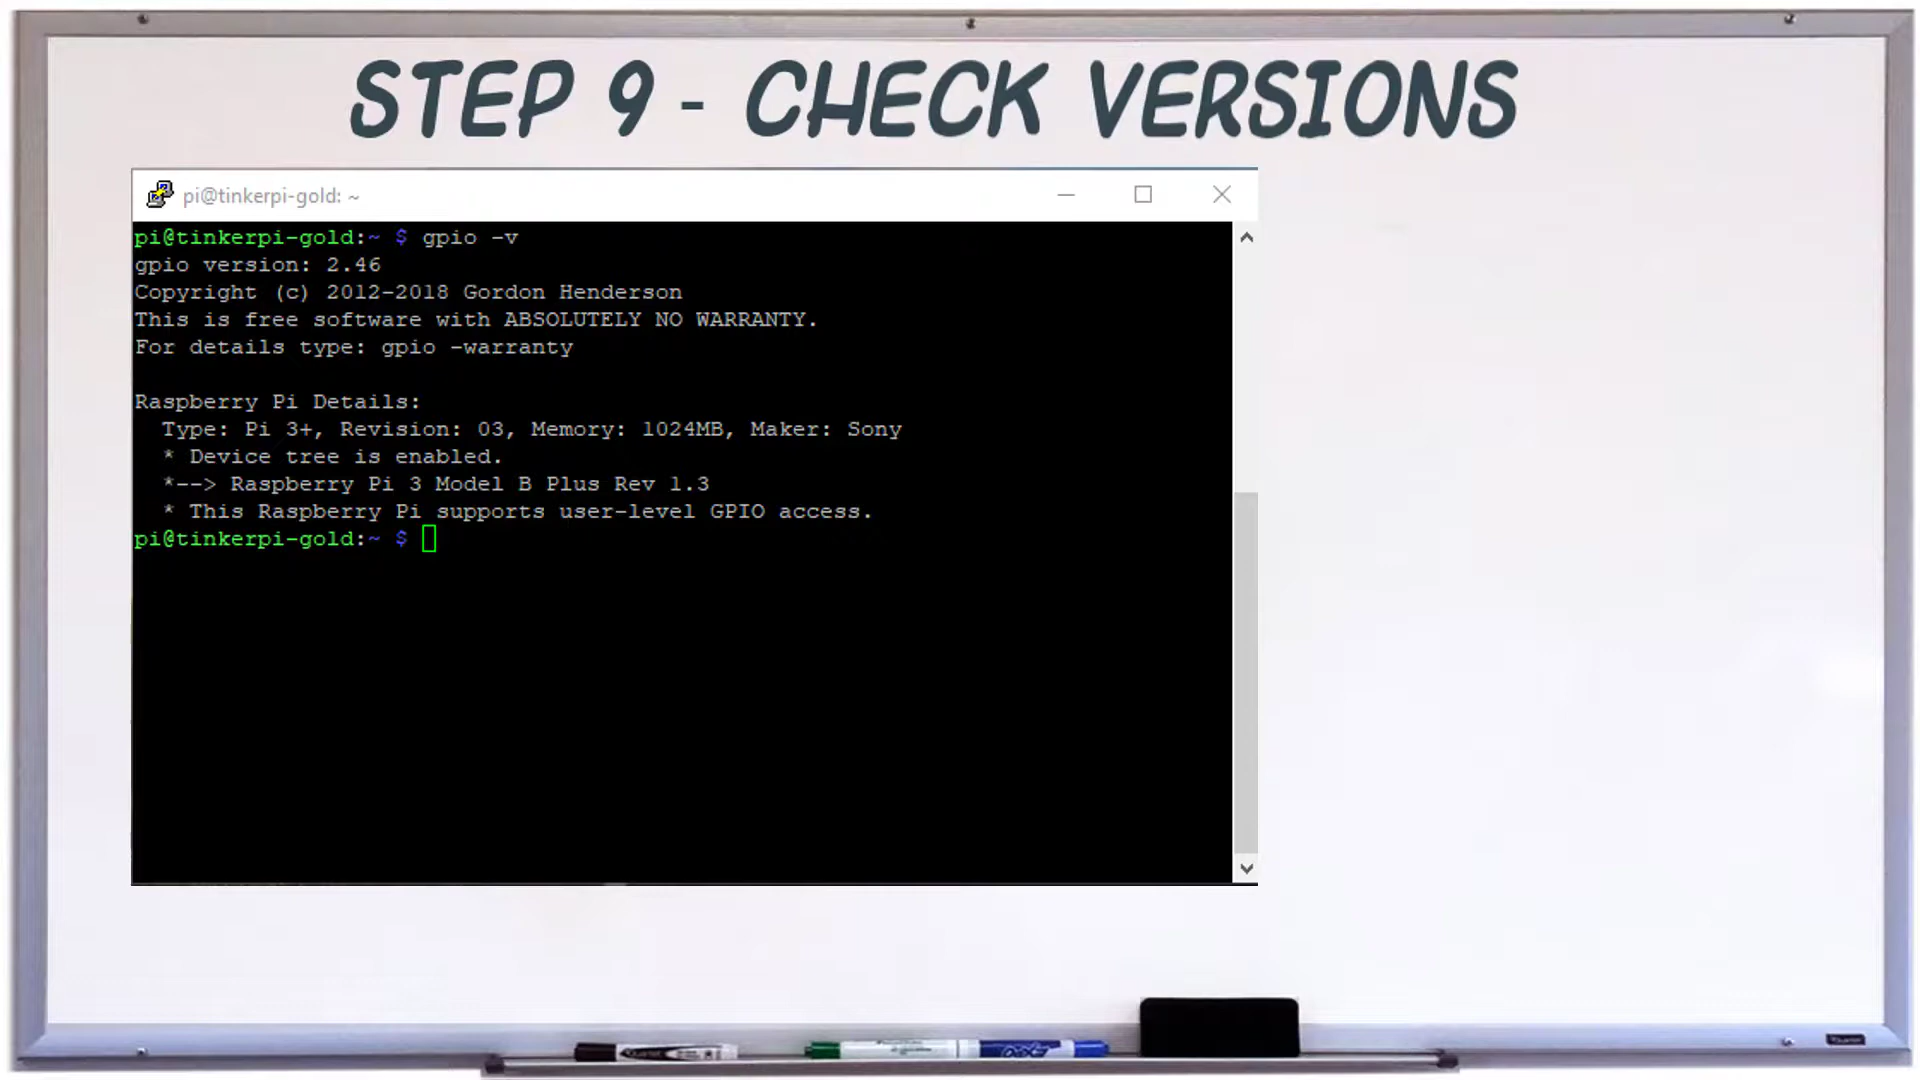 STEP 9 - CHECK VERSIONS
pi@tinkerpi-gold: ~
pi@tinkerpi-gold:~ $ gpio -v
gpio version: 2.46
Copyright (c) 2012-2018 Gordon Henderson
This is free software with ABSOLUTELY NO WARRANTY.
For details type: gpio -warranty
Raspberry Pi Details:
Type: Pi 3+, Revision: 03, Memory: 1024MB, Maker: Sony
* Device tree is enabled.
*--> Raspberry Pi 3 Model B Plus Rev 1.3
* This Raspberry Pi supports user-level GPIO access.
pi@tinkerpi-gold:~ $